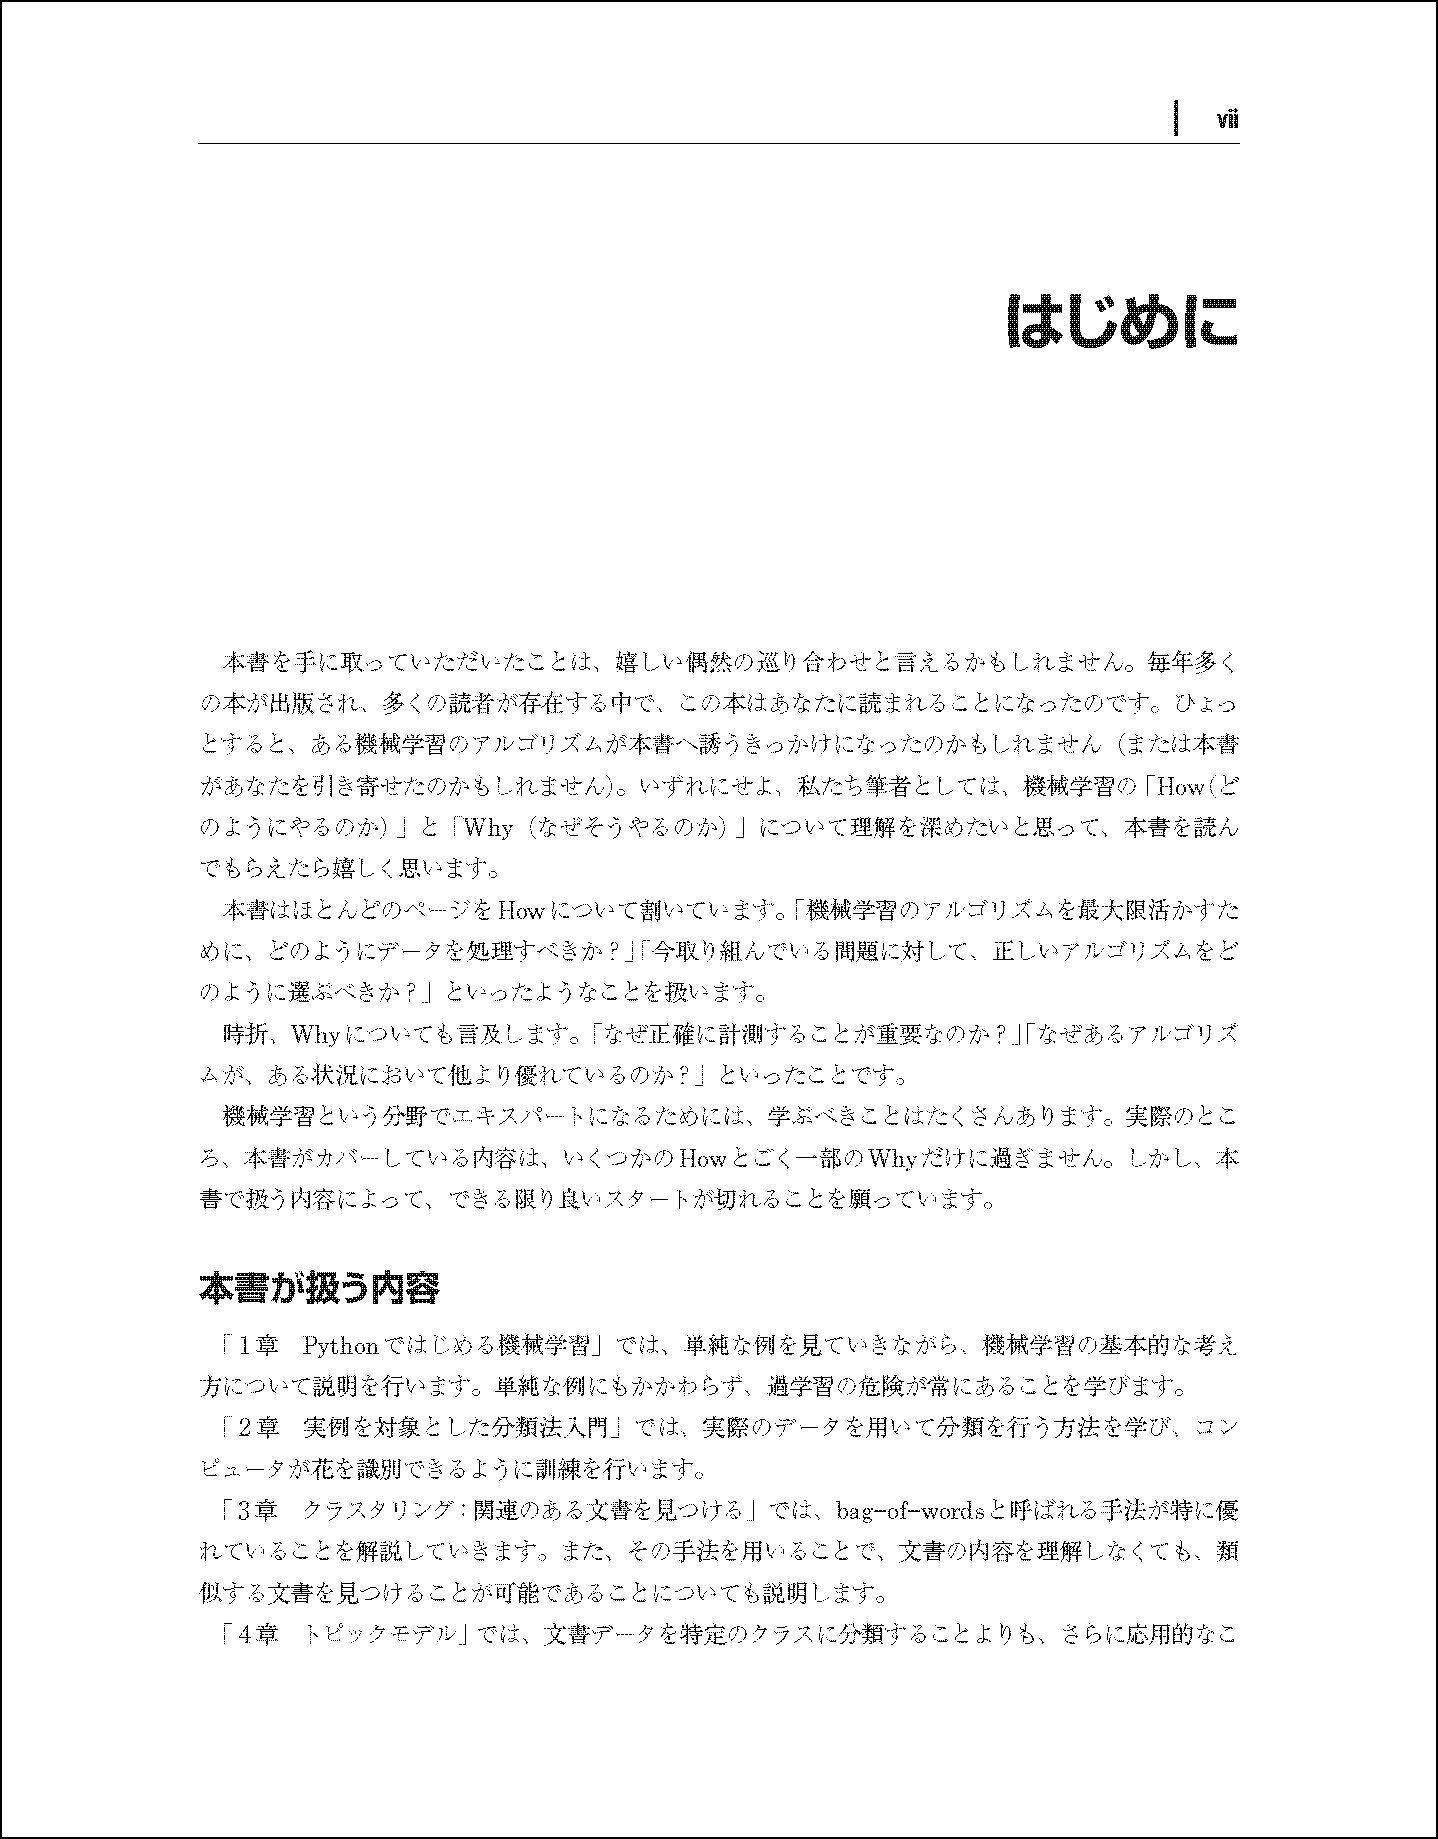 vii
はじめに
本書を手に取っていただいたことは、嬉しい偶然の巡り合わせと言えるかもしれません。毎年多く
の本が出版され、多くの読者が存在する中で、この本はあなたに読まれることになったのです。ひょっ
とすると、ある機械学習のアルゴリズムが本書へ誘うきっかけになったのかもしれません（または本書
があなたを引き寄せたのかもしれません）。いずれにせよ、私たち筆者としては、機械学習の「How（ど
のようにやるのか）」と「Why（なぜそうやるのか）」について理解を深めたいと思って、本書を読ん
でもらえたら嬉しく思います。
本書はほとんどのページをHowについて割いています。「機械学習のアルゴリズムを最大限活かすた
めに、どのようにデータを処理すべきか？」「今取り組んでいる問題に対して、正しいアルゴリズムをど
のように選ぶべきか？」といったようなことを扱います。
時折、Whyについても言及します。「なぜ正確に計測することが重要なのか？」「なぜあるアルゴリズ
ムが、ある状況において他より優れているのか？」といったことです。
機械学習という分野でエキスパートになるためには、学ぶべきことはたくさんあります。実際のとこ
ろ、本書がカバーしている内容は、いくつかのHowとごく一部のWhyだけに過ぎません。しかし、本
書で扱う内容によって、できる限り良いスタートが切れることを願っています。
本書が扱う内容
「1章　Pythonではじめる機械学習」では、単純な例を見ていきながら、機械学習の基本的な考え
方について説明を行います。単純な例にもかかわらず、過学習の危険が常にあることを学びます。
「2章　実例を対象とした分類法入門」では、実際のデータを用いて分類を行う方法を学び、コン
ピュータが花を識別できるように訓練を行います。
「3章　クラスタリング：関連のある文書を見つける」では、bag-of-wordsと呼ばれる手法が特に優
れていることを解説していきます。また、その手法を用いることで、文書の内容を理解しなくても、類
似する文書を見つけることが可能であることについても説明します。
「4章　トピックモデル」では、文書データを特定のクラスに分類することよりも、さらに応用的なこ